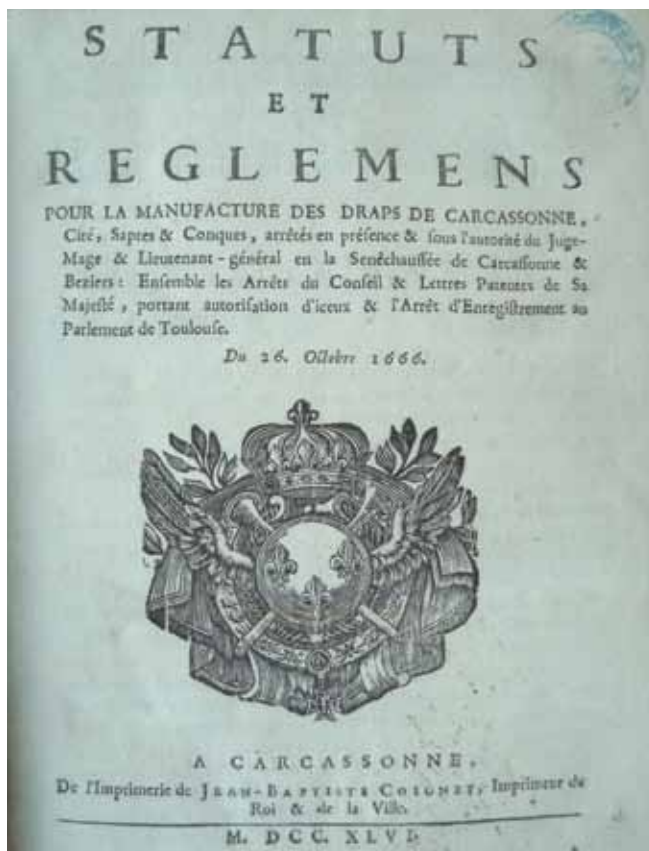 STATUTS
ET
REGLEMENS
POUR LA MANUFACTURE DES DRAPS DE CARCASSONNE,
Cité, Saptes & Conques, arrêtés en préſence & ſous l'autorité du Juge-
Mage & Lieutenant-général en la Senêchauſſée de Carcaſſonne &
Beziers: Enſemble les Arrêts du Conſeil & Lettres Patentes de Sa
Majeſté, portant autoriſation d'iceux & l'Arrêt d'Enregiſtrement au
Parlement de Toulouſe.
Du 26. Octobre 1666.
A CARCASSONNE,
De l'Imprimerie de JEAN-BAPTISTE COIGNET, Imprimeur du
Roi & de la Ville.
M. DCC. XLVI.